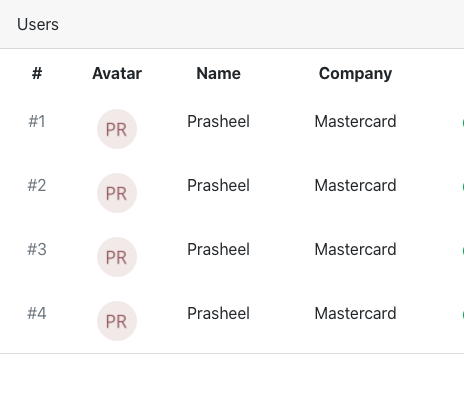 Users
# Avatar Name Company
#1 PR Prasheel Mastercard
#2 PR Prasheel Mastercard
#3 PR Prasheel Mastercard
#4 PR Prasheel Mastercard